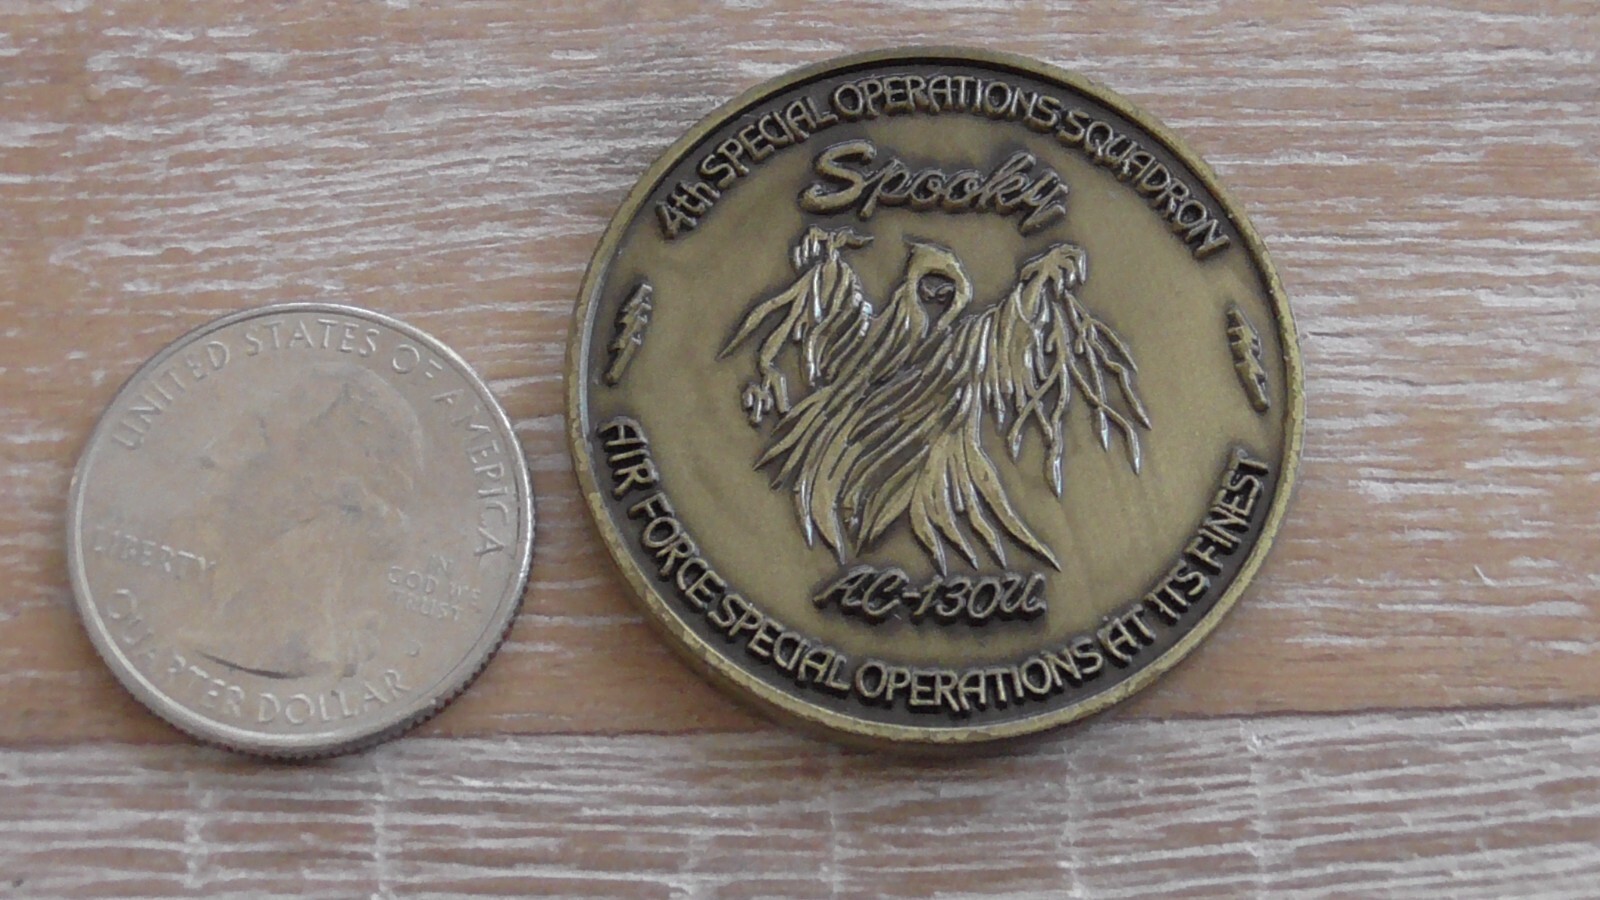 UNITED STATES OF AMERICA
LIBERTY
IN
GOD WE
TRUST
QUARTER DOLLAR
4th SPECIAL OPERATIONS SQUADRON
Spooky
AC-130U
AIR FORCE SPECIAL OPERATIONS AT ITS FINEST